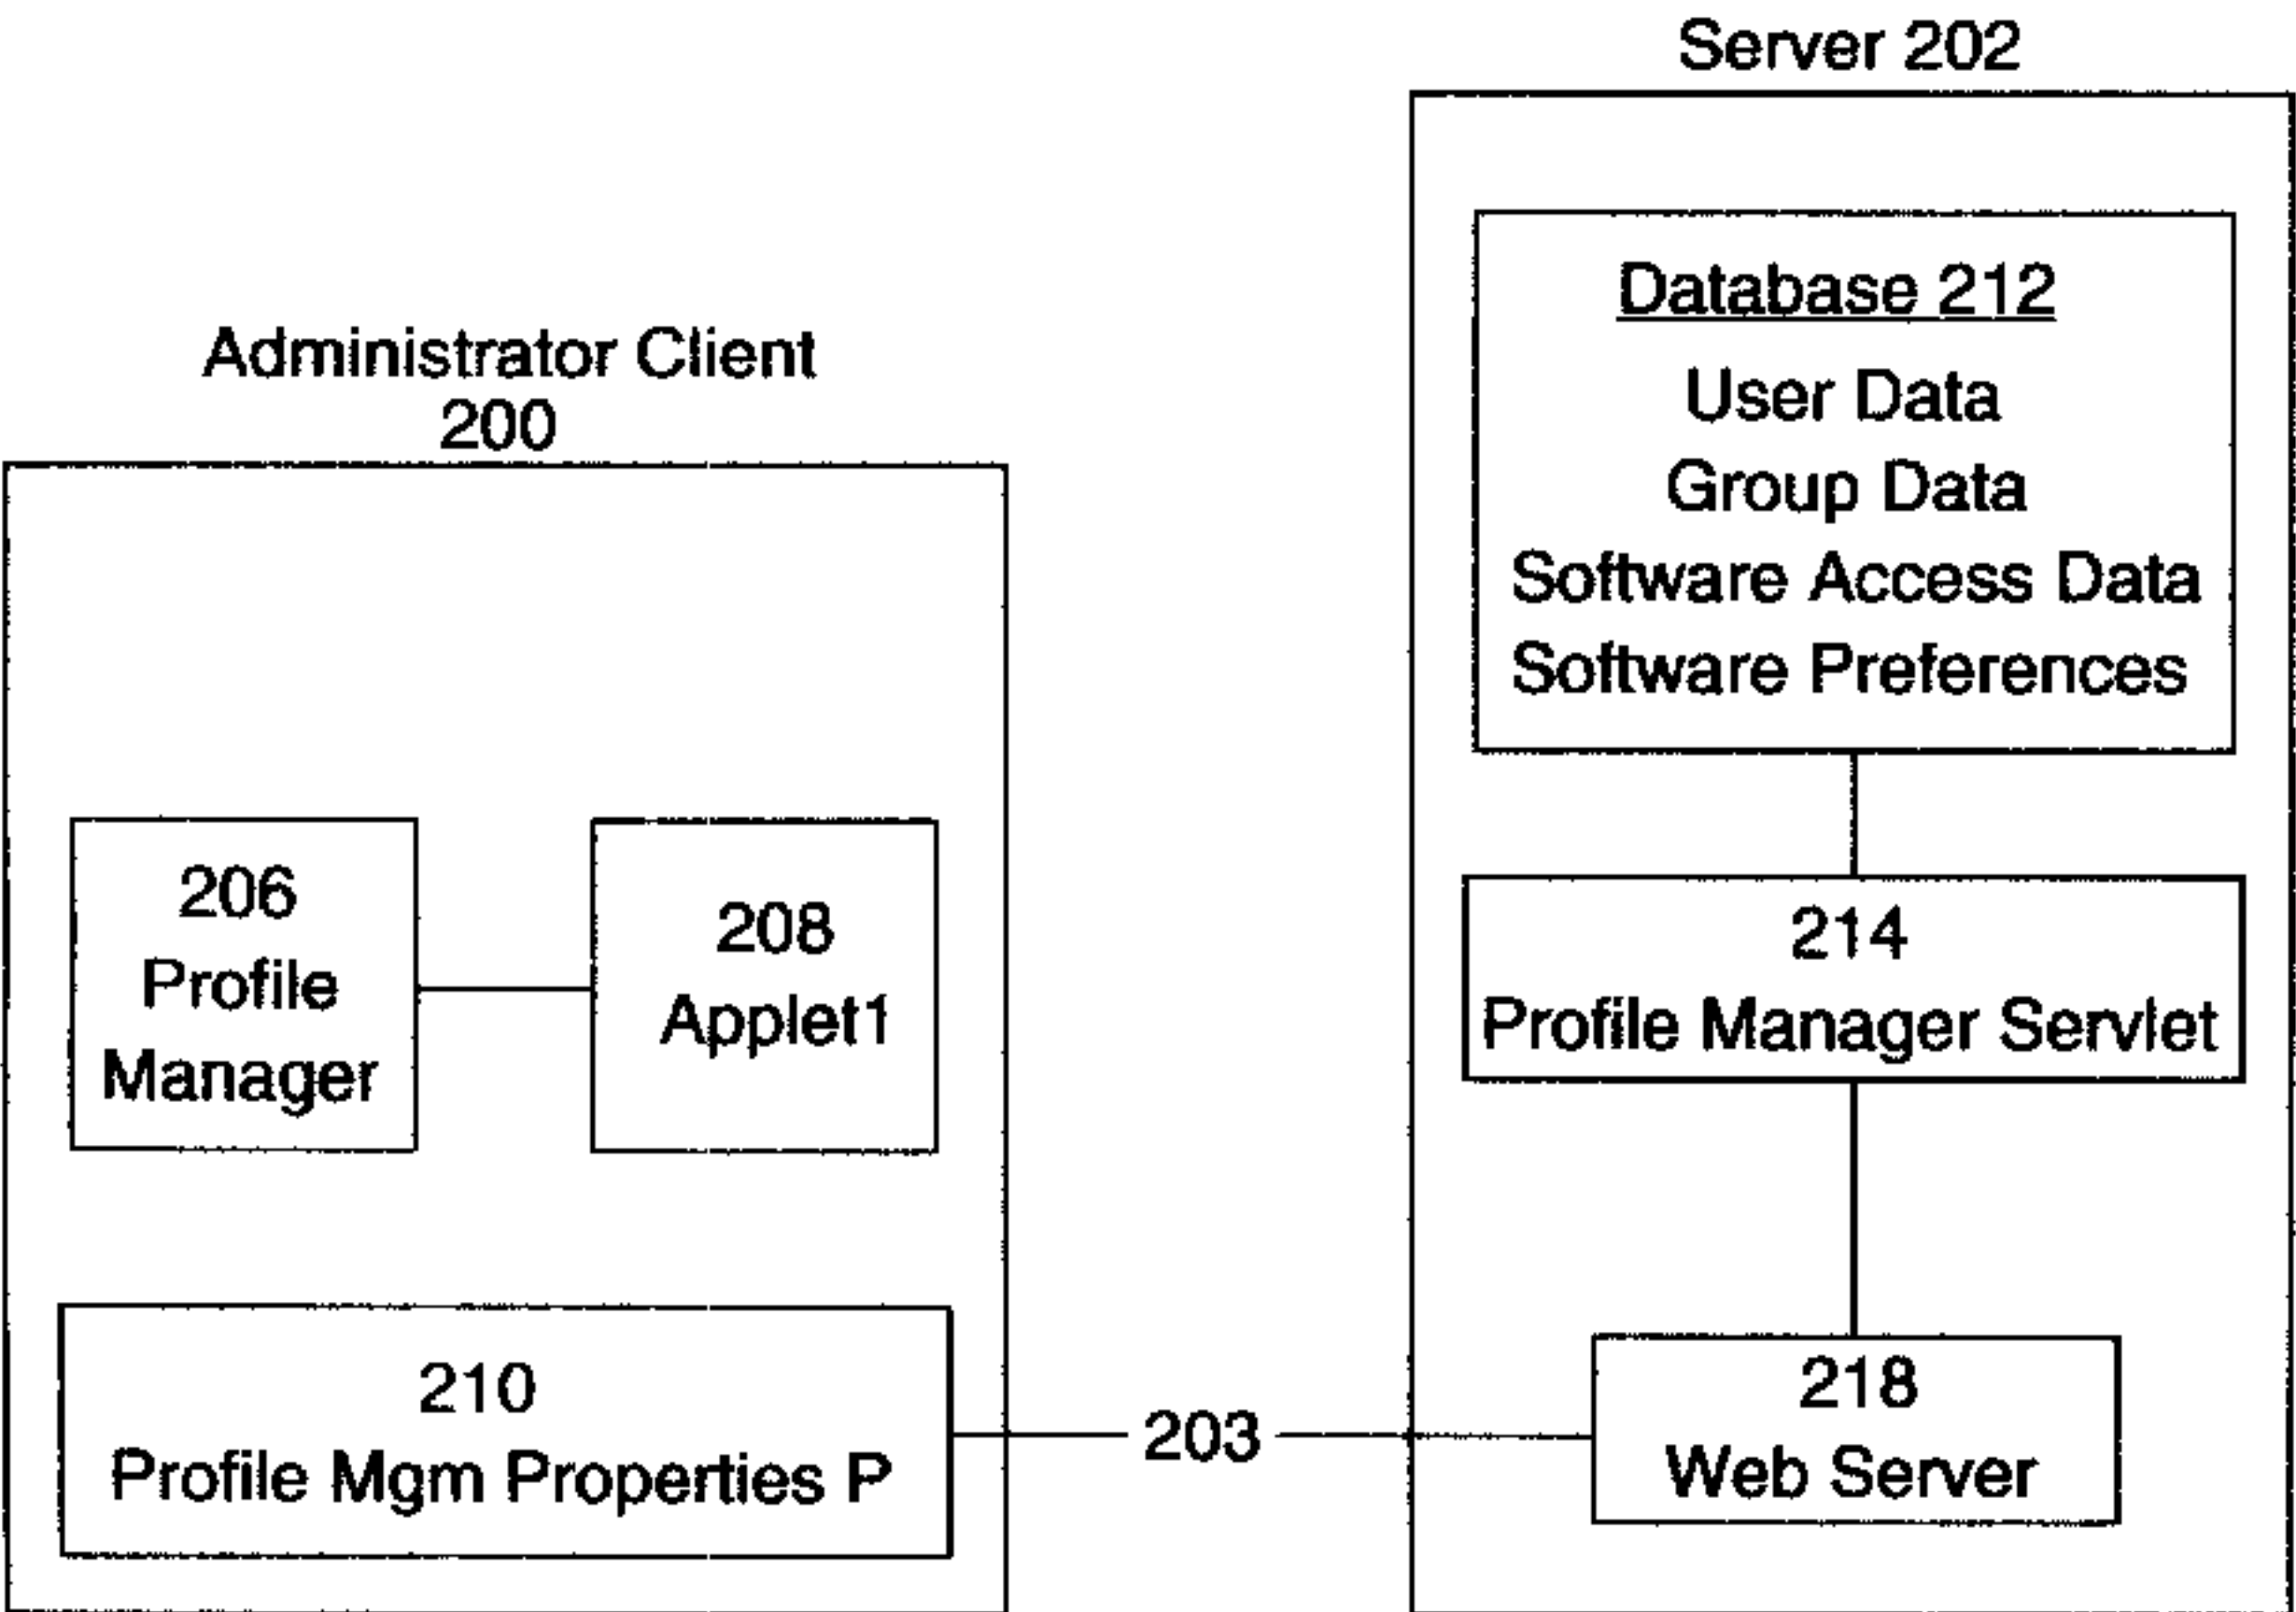 Server 202
Database 212
User Data
Group Data
Software Access Data
Software Preferences
Administrator Client
200
206
Profile
Manager
208
Applet1
214
Profile Manager Servlet
210
Profile Mgm Properties P
203
218
Web Server